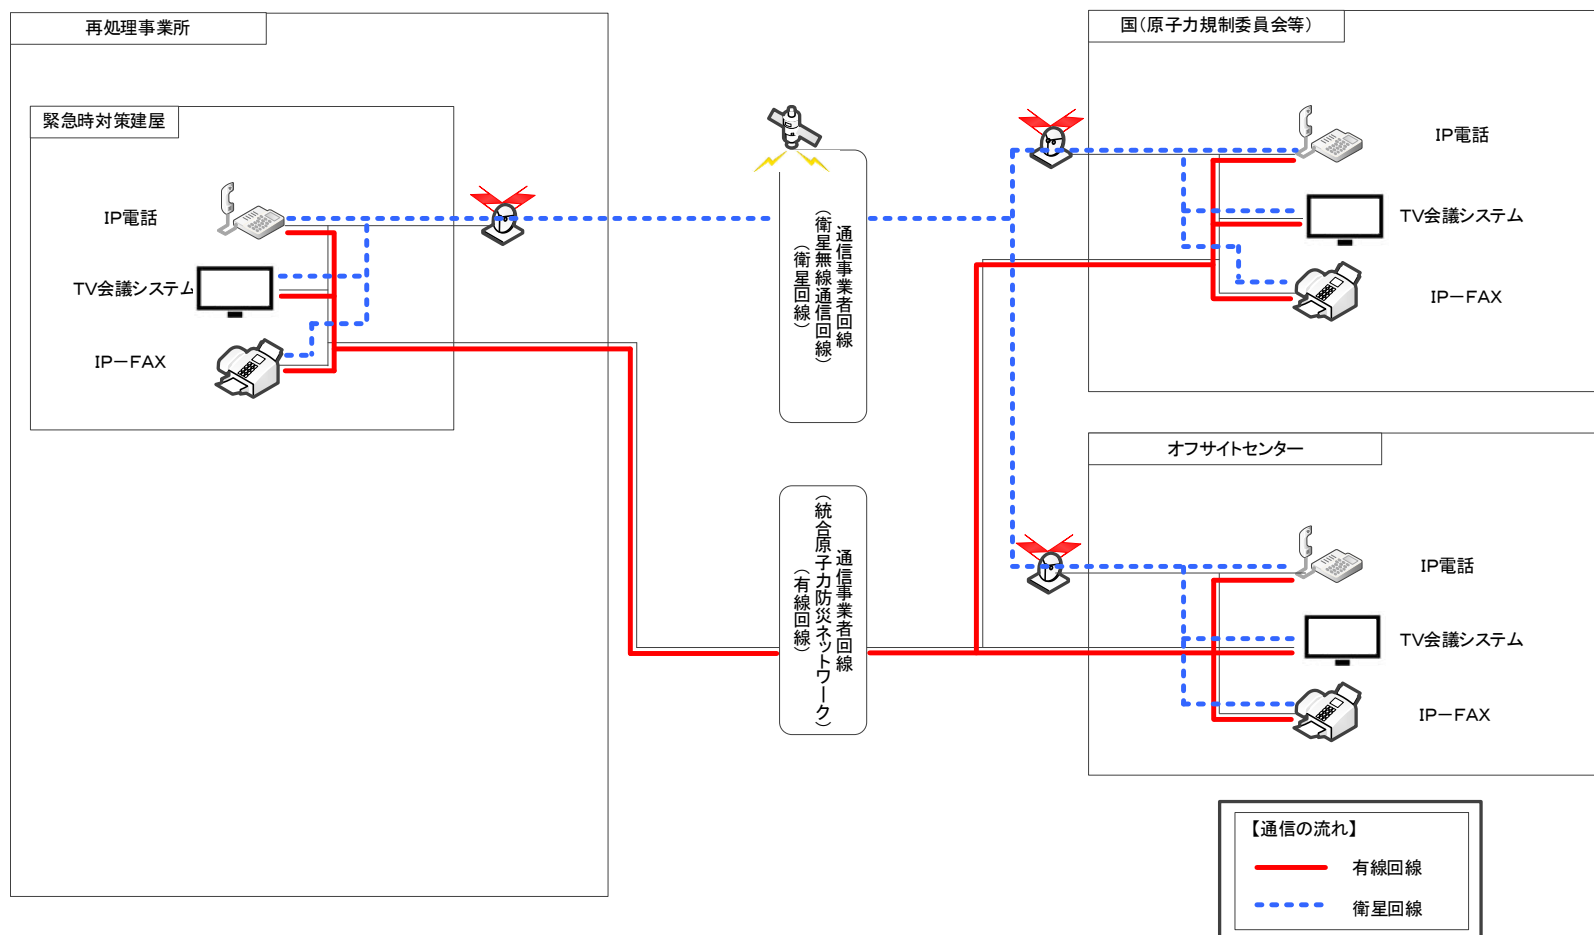 再処理事業所
緊急時対策建屋
IP電話
TV会議システム
IP－FAX
通信事業者回線
（衛星無線通信回線）
（衛星回線）
通信事業者回線
（統合原子力防災ネットワーク）
（有線回線）
国（原子力規制委員会等）
IP電話
TV会議システム
IP－FAX
オフサイトセンター
IP電話
TV会議システム
IP－FAX
【通信の流れ】
有線回線
衛星回線